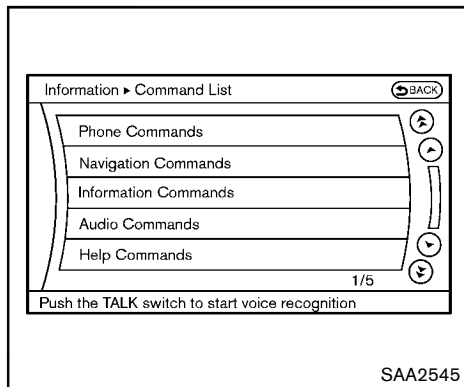 Information ▸ Command List
BACK
Phone Commands
Navigation Commands
Information Commands
Audio Commands
Help Commands
1/5
Push the TALK switch to start voice recognition
SAA2545